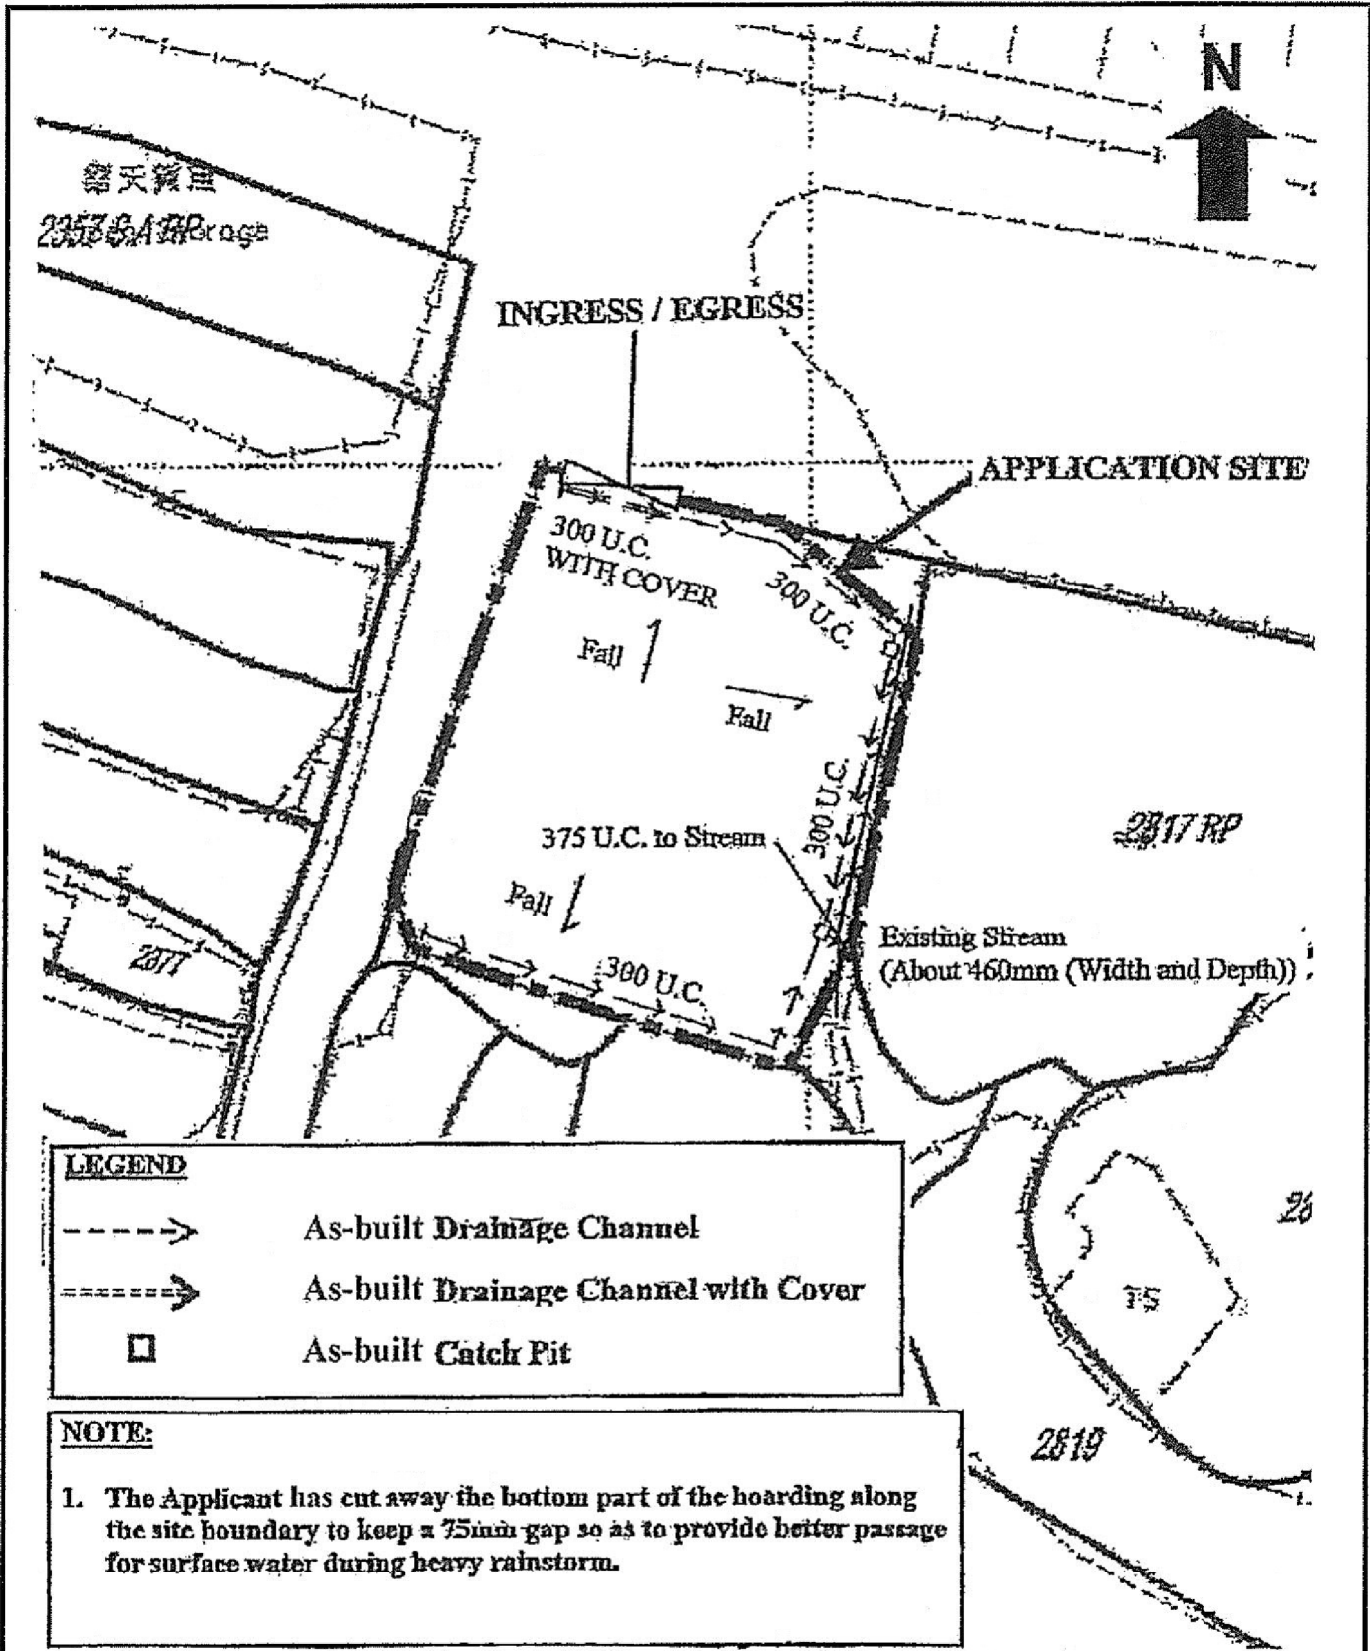 N
INGRESS / EGRESS
APPLICATION SITE
300 U.C.
WITH COVER
300 U.C.
Fall
Fall
300 U.C.
2817 RP
375 U.C. to Stream
Fall
Existing Stream
(About 460mm (Width and Depth))
2877
300 U.C.
LEGEND
As-built Drainage Channel
As-built Drainage Channel with Cover
As-built Catch Pit
26
TS
2819
NOTE:
1. The Applicant has cut away the bottom part of the hoarding along
the site boundary to keep a 75mm gap so as to provide better passage
for surface water during heavy rainstorm.